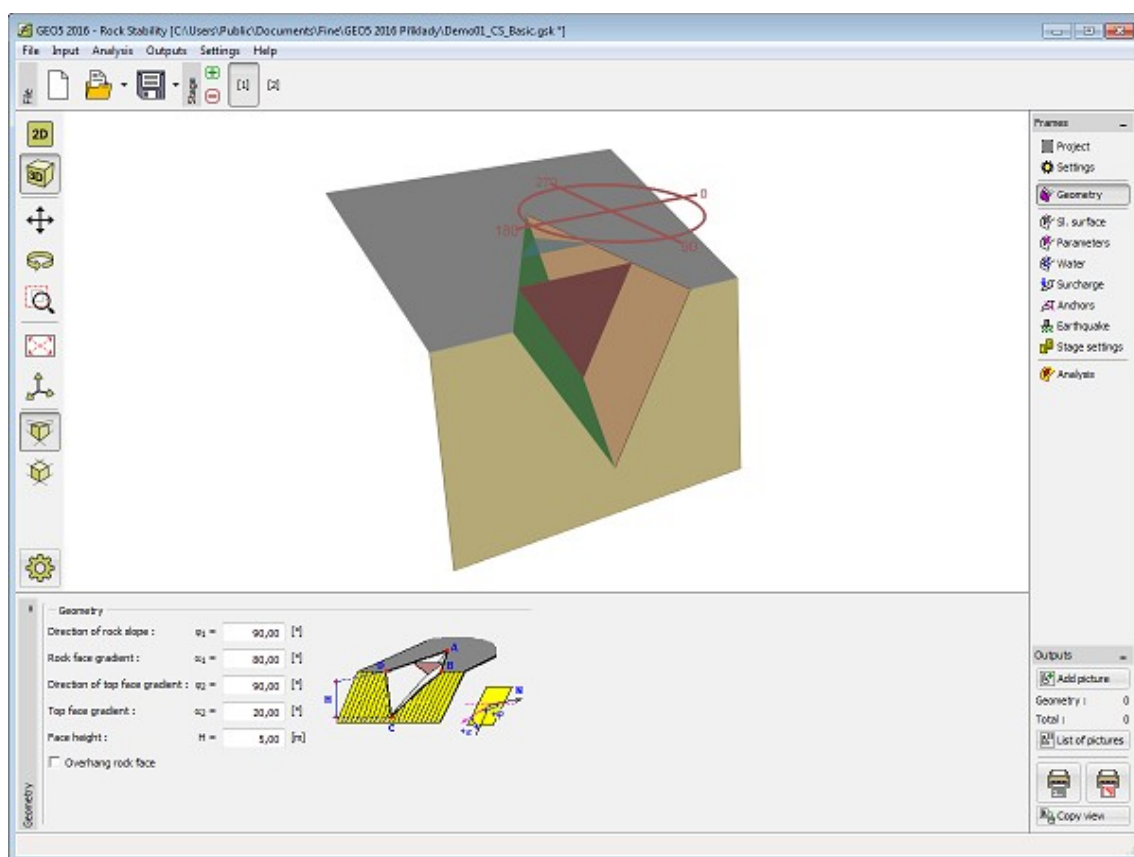 GEO5 2016 - Rock Stability [C:\Users\Public\Documents\Fine\GEO5 2016 Příklady\Demo01_CS_Basic.gsk *]
File Input Analysis Outputs Settings Help
File
Stage
[1] [2]
2D
3D
270
0
180
90
Frames
Project
Settings
Geometry
Sl. surface
Parameters
Water
Surcharge
Anchors
Earthquake
Stage settings
Analysis
Geometry
Direction of rock slope : φ₁ = 90,00 [°]
Rock face gradient : α₁ = 80,00 [°]
Direction of top face gradient : φ₂ = 90,00 [°]
Top face gradient : α₂ = 20,00 [°]
Face height : H = 5,00 [m]
Overhang rock face
A
D
B
H
C
N
Geometry
Outputs
Add picture
Geometry : 0
Total : 0
List of pictures
Copy view